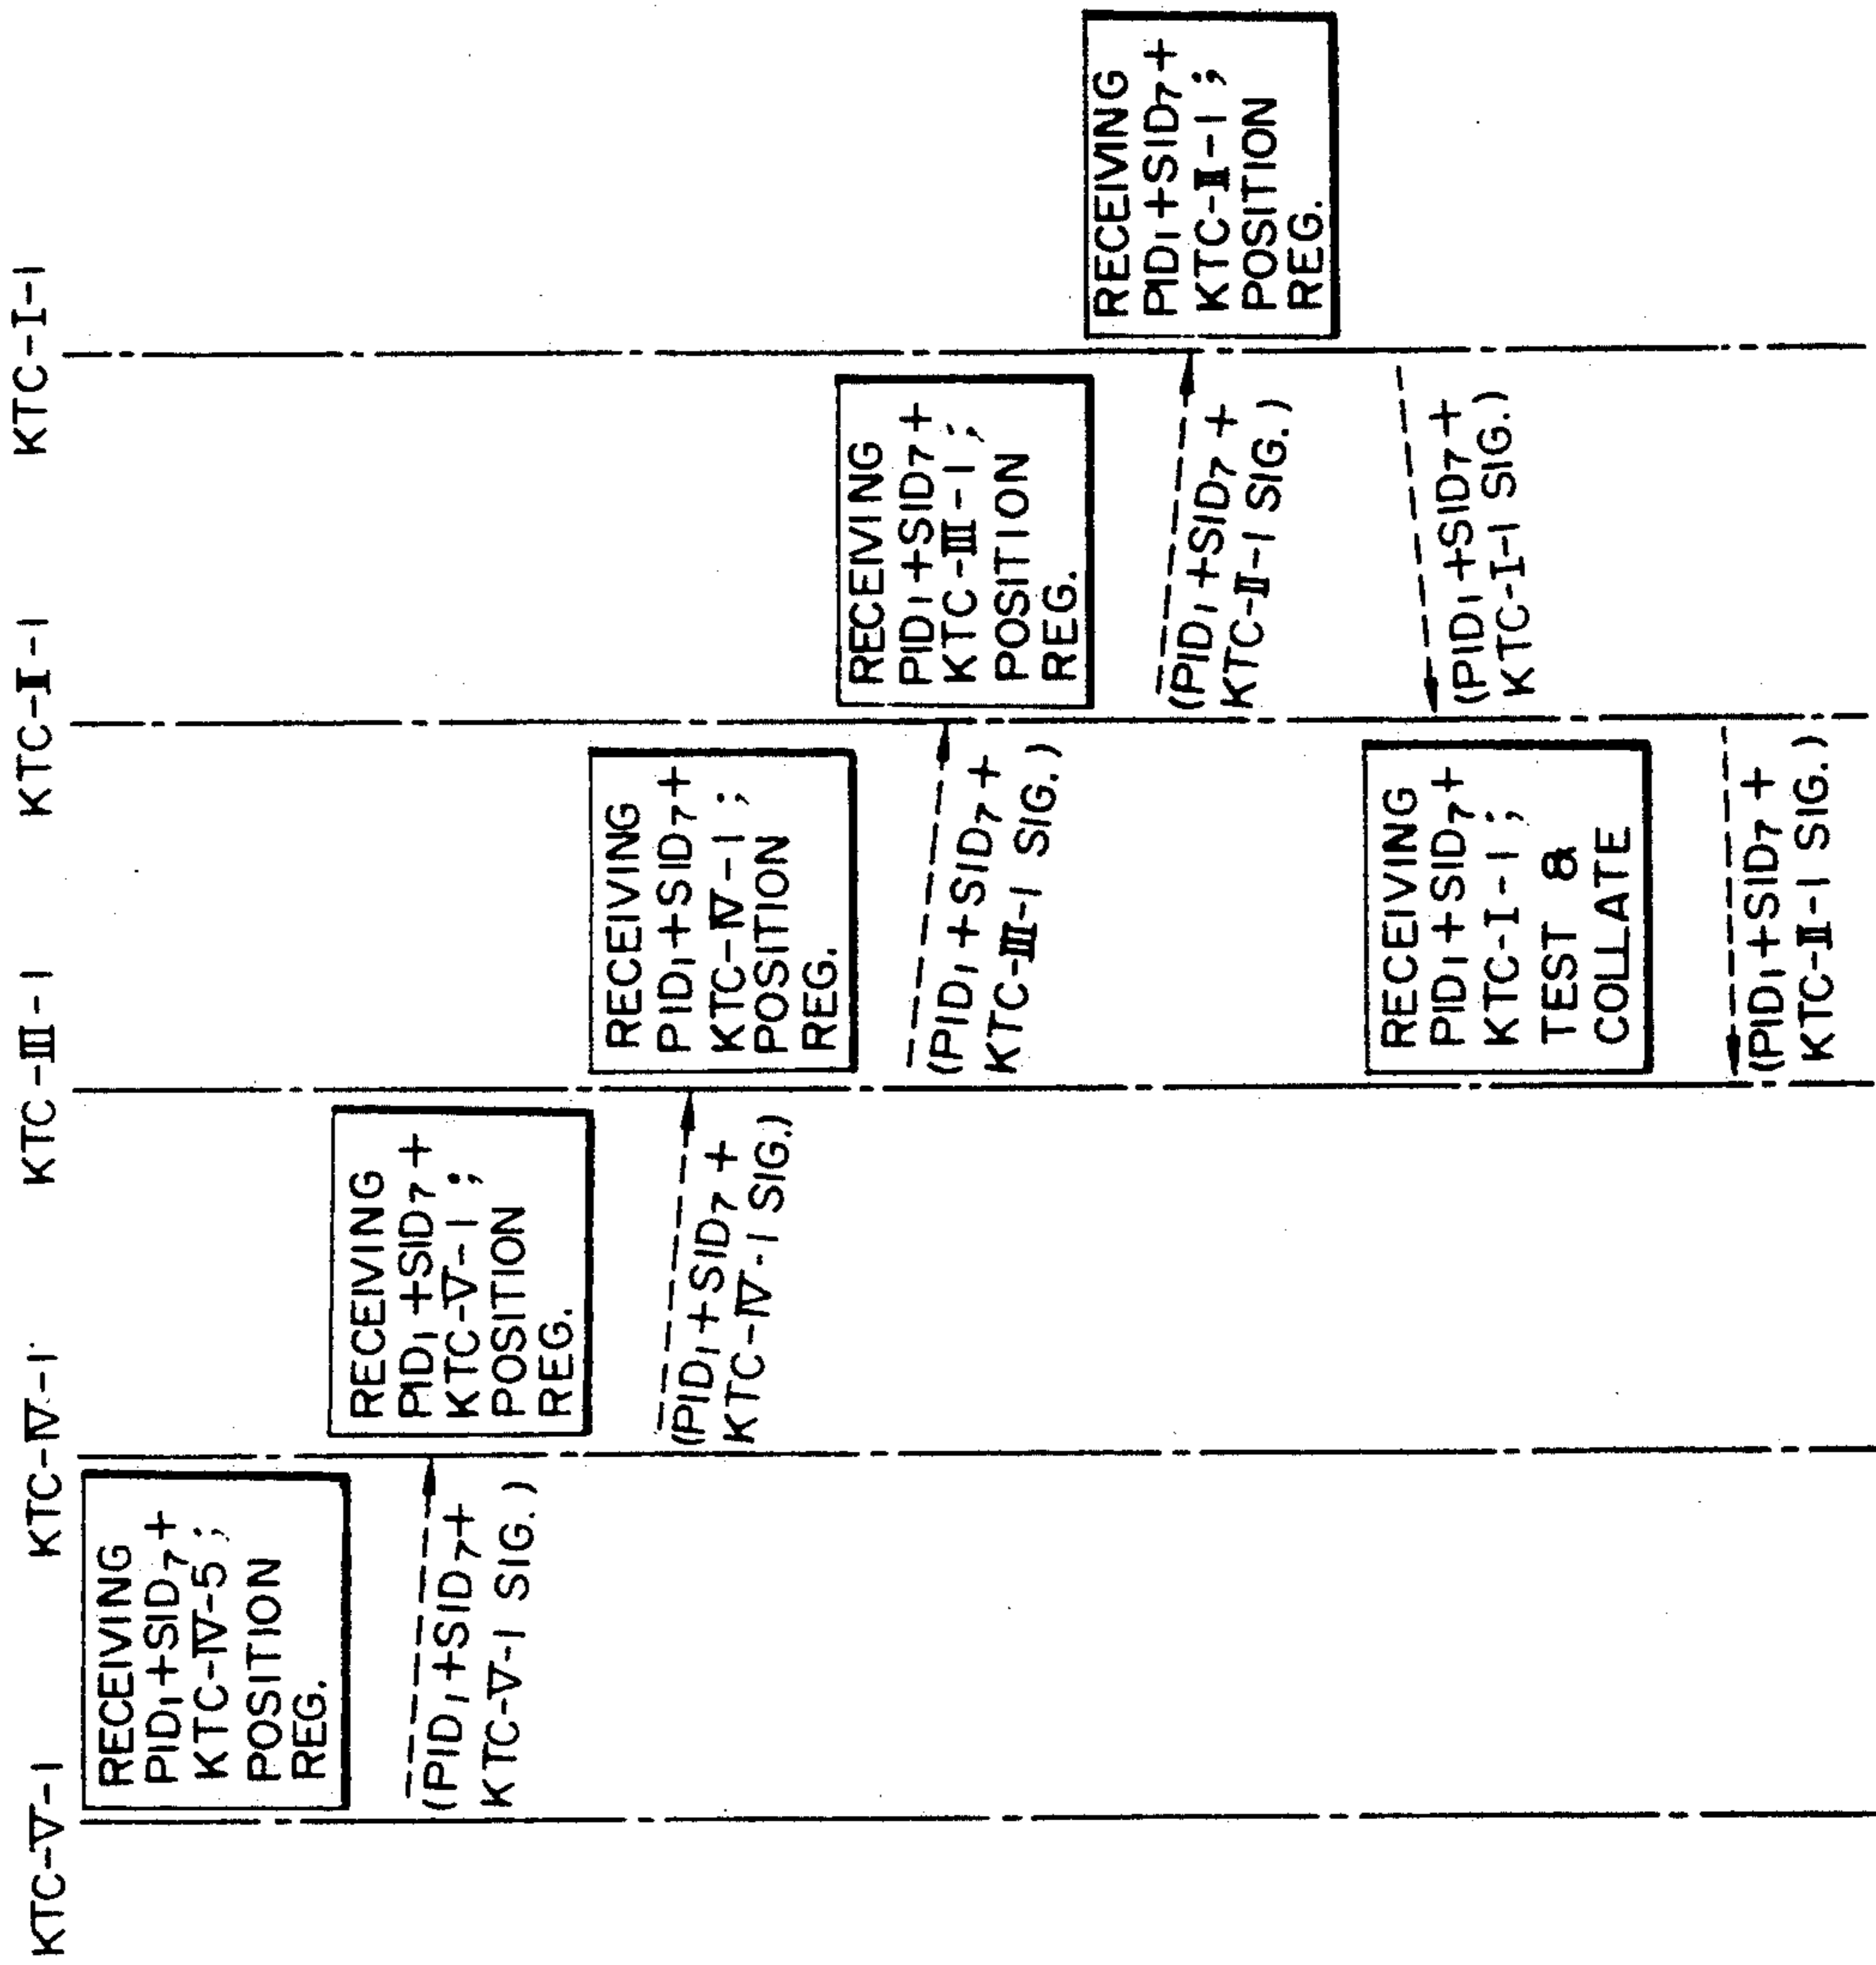 KTC-V-1
KTC-IV-1
KTC-III-1
KTC-II-1
KTC-I-1
RECEIVING
PID₁+SID₇+
KTC-IV-5;
POSITION
REG.
(PID₁+SID₇+
KTC-V-1 SIG.)
RECEIVING
PID₁+SID₇+
KTC-V-1;
POSITION
REG.
(PID₁+SID₇+
KTC-IV-1 SIG.)
RECEIVING
PID₁+SID₇+
KTC-IV-1;
POSITION
REG.
(PID₁+SID₇+
KTC-III-1 SIG.)
RECEIVING
PID₁+SID₇+
KTC-III-1;
POSITION
REG.
(PID₁+SID₇+
KTC-II-1 SIG.)
RECEIVING
PID₁+SID₇+
KTC-II-1;
POSITION
REG.
(PID₁+SID₇+
KTC-I-1 SIG.)
RECEIVING
PID₁+SID₇+
KTC-I-1;
TEST &
COLLATE
(PID₁+SID₇+
KTC-II-1 SIG.)